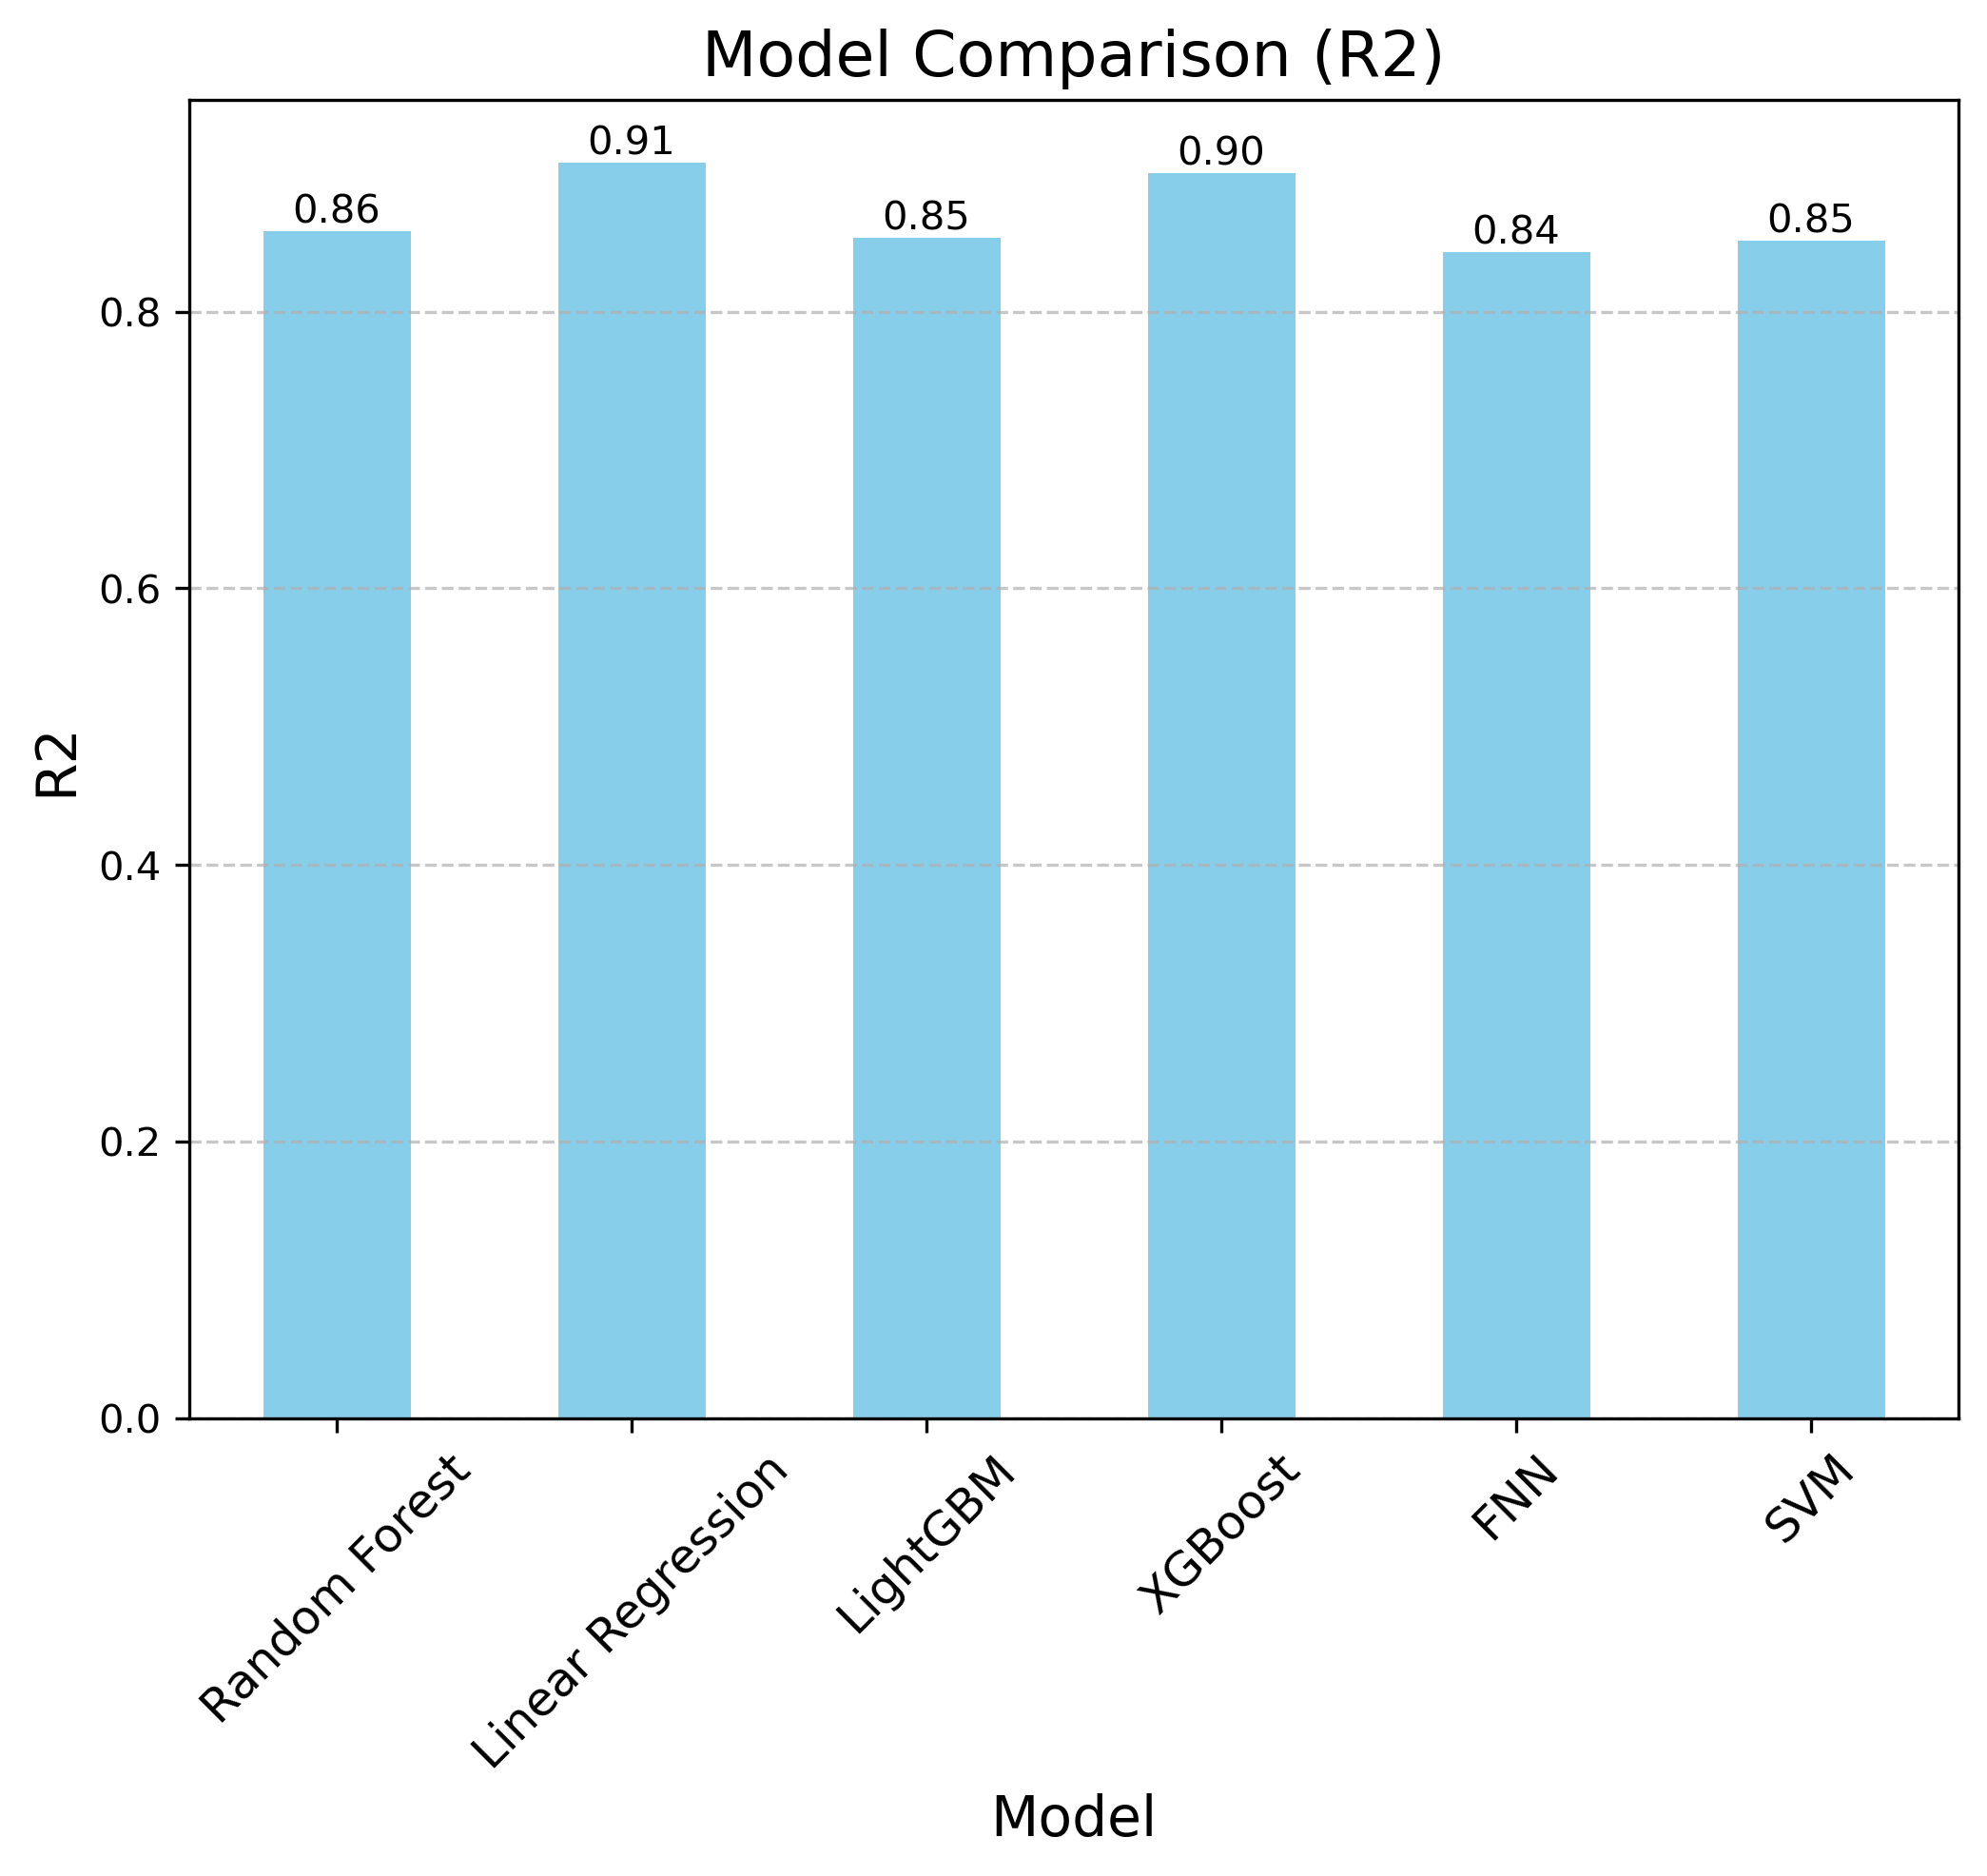 Model Comparison (R2)
0.91
0.90
0.86
0.85
0.85
0.84
0.8
0.6
R2
0.4
0.2
0.0
Random Forest
Linear Regression
LightGBM
XGBoost
FNN
SVM
Model